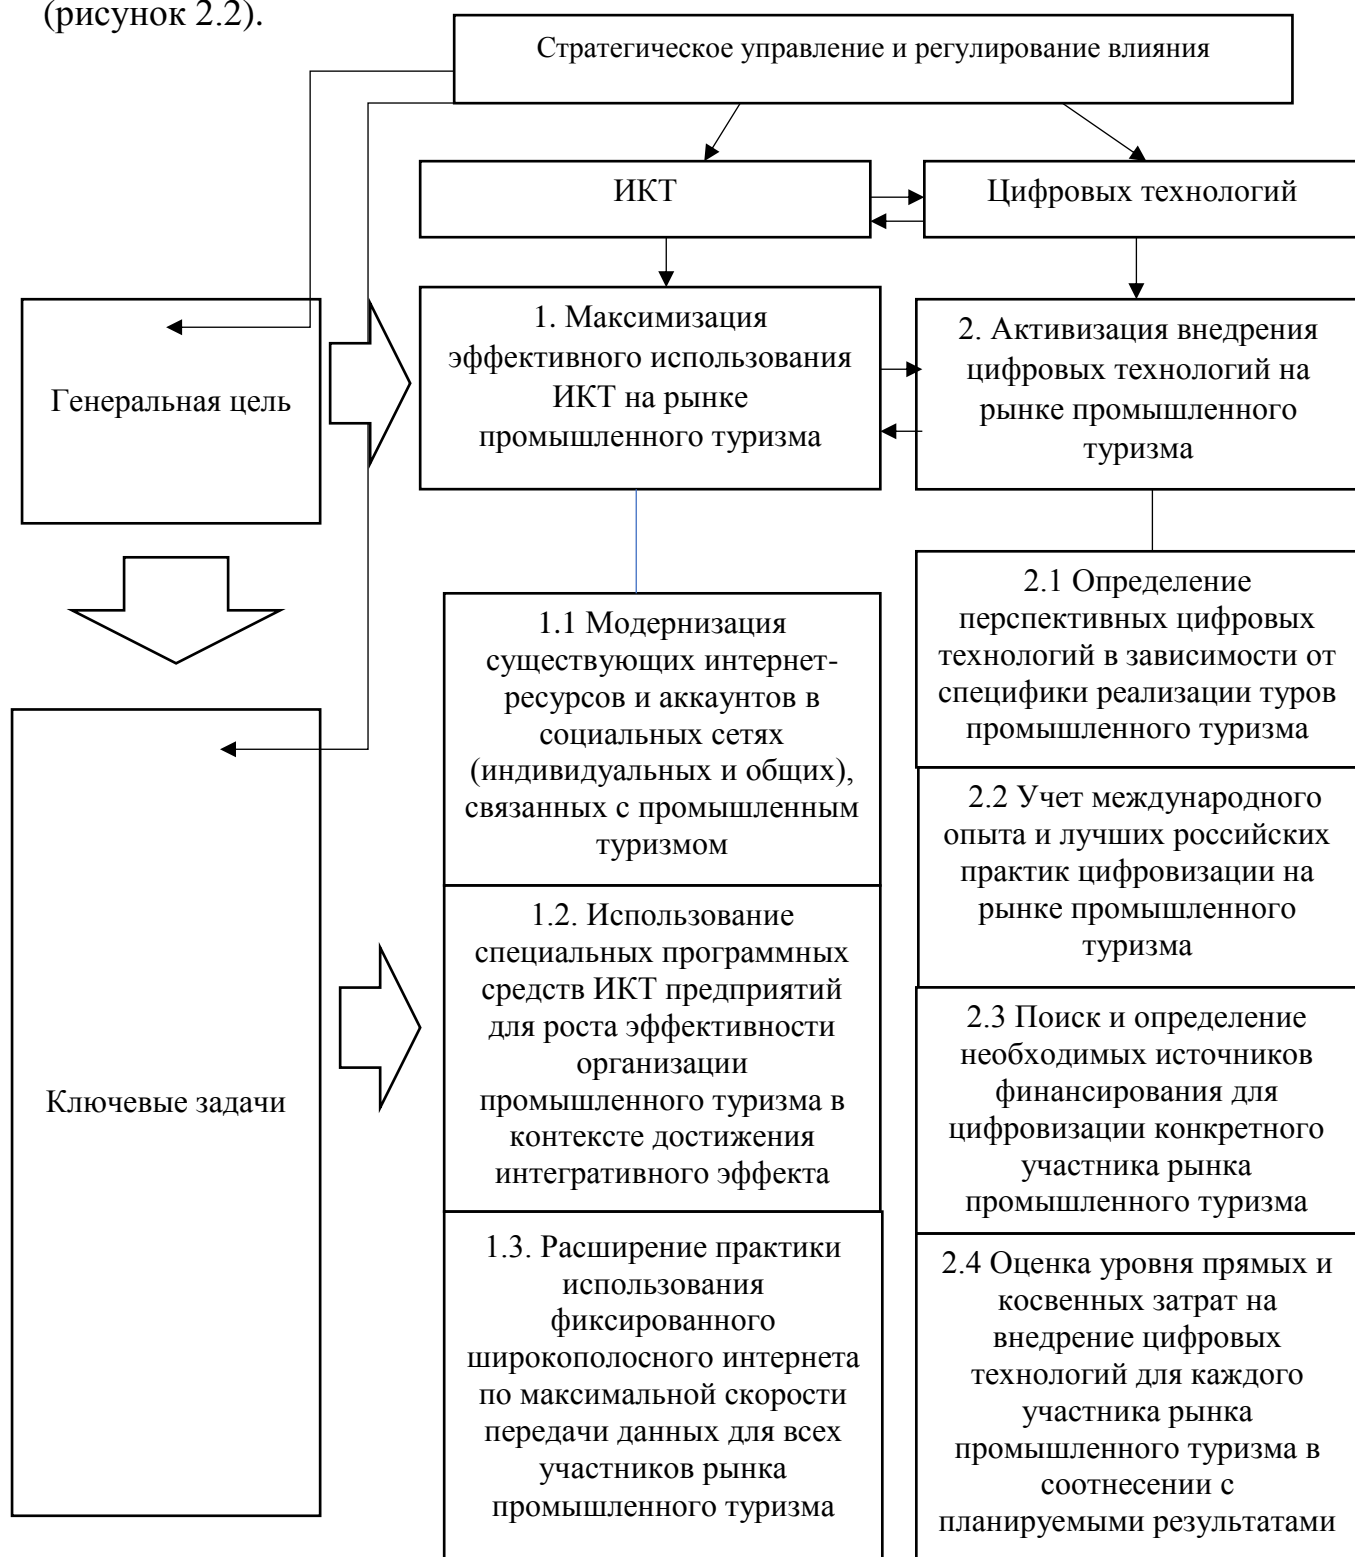 (рисунок 2.2).
Стратегическое управление и регулирование влияния
ИКТ
Цифровых технологий
Генеральная цель
1. Максимизация
эффективного использования
ИКТ на рынке
промышленного туризма
2. Активизация внедрения
цифровых технологий на
рынке промышленного
туризма
Ключевые задачи
1.1 Модернизация
существующих интернет-
ресурсов и аккаунтов в
социальных сетях
(индивидуальных и общих),
связанных с промышленным
туризмом
1.2. Использование
специальных программных
средств ИКТ предприятий
для роста эффективности
организации
промышленного туризма в
контексте достижения
интегративного эффекта
1.3. Расширение практики
использования
фиксированного
широкополосного интернета
по максимальной скорости
передачи данных для всех
участников рынка
промышленного туризма
2.1 Определение
перспективных цифровых
технологий в зависимости от
специфики реализации туров
промышленного туризма
2.2 Учет международного
опыта и лучших российских
практик цифровизации на
рынке промышленного
туризма
2.3 Поиск и определение
необходимых источников
финансирования для
цифровизации конкретного
участника рынка
промышленного туризма
2.4 Оценка уровня прямых и
косвенных затрат на
внедрение цифровых
технологий для каждого
участника рынка
промышленного туризма в
соотнесении с
планируемыми результатами